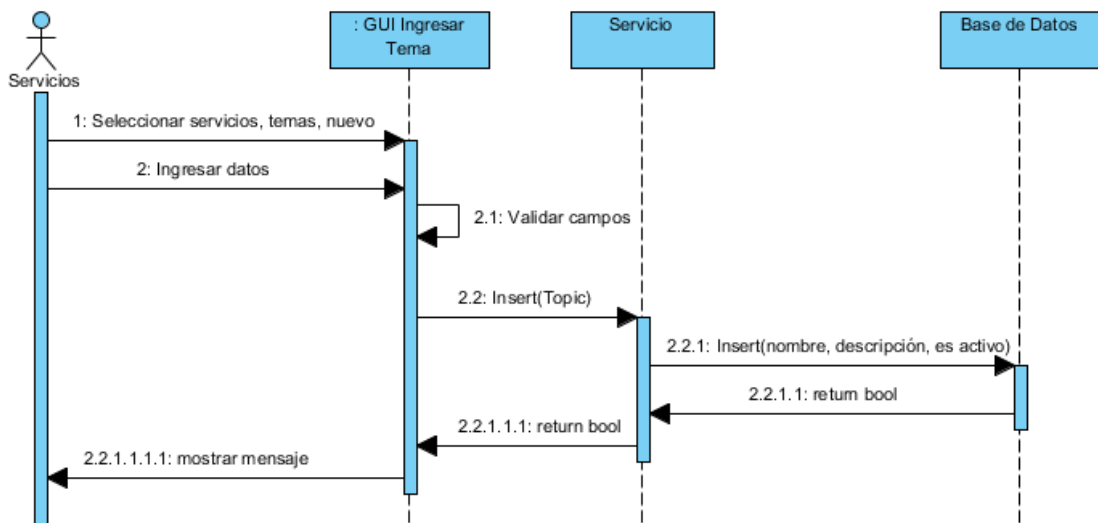 : GUI Ingresar
Tema
Servicio
Base de Datos
Servicios
1: Seleccionar servicios, temas, nuevo
2: Ingresar datos
2.1: Validar campos
2.2: Insert(Topic)
2.2.1: Insert(nombre, descripción, es activo)
2.2.1.1: return bool
2.2.1.1.1: return bool
2.2.1.1.1.1: mostrar mensaje